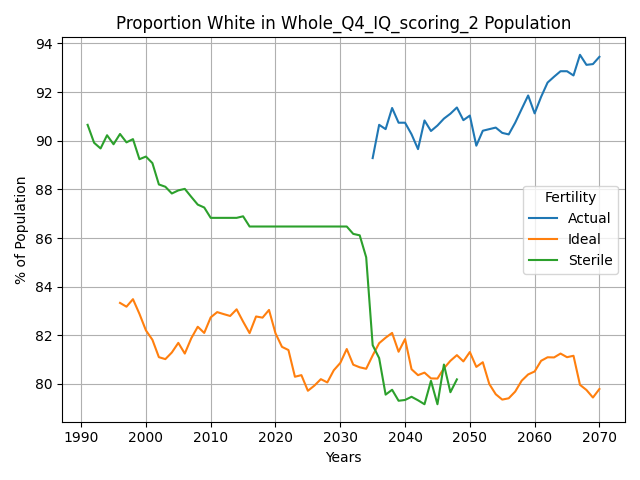 Proportion White in Whole_Q4_IQ_scoring_2 Population
% of Population
94
92
90
88
86
84
82
80
Fertility
Actual
Ideal
Sterile
1990 2000 2010 2020 2030 2040 2050 2060 2070
Years